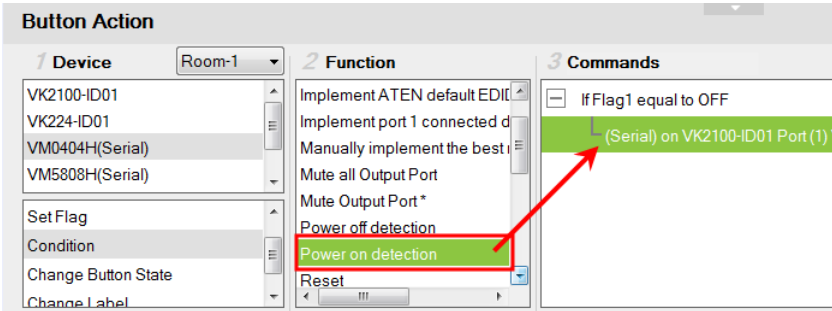 Button Action
1 Device
Room-1
VK2100-ID01
VK224-ID01
VM0404H(Serial)
VM5808H(Serial)
Set Flag
Condition
Change Button State
Change Label
2 Function
Implement ATEN default EDID
Implement port 1 connected d
Manually implement the best
Mute all Output Port
Mute Output Port *
Power off detection
Power on detection
Reset
3 Commands
If Flag1 equal to OFF
(Serial) on VK2100-ID01 Port (1)